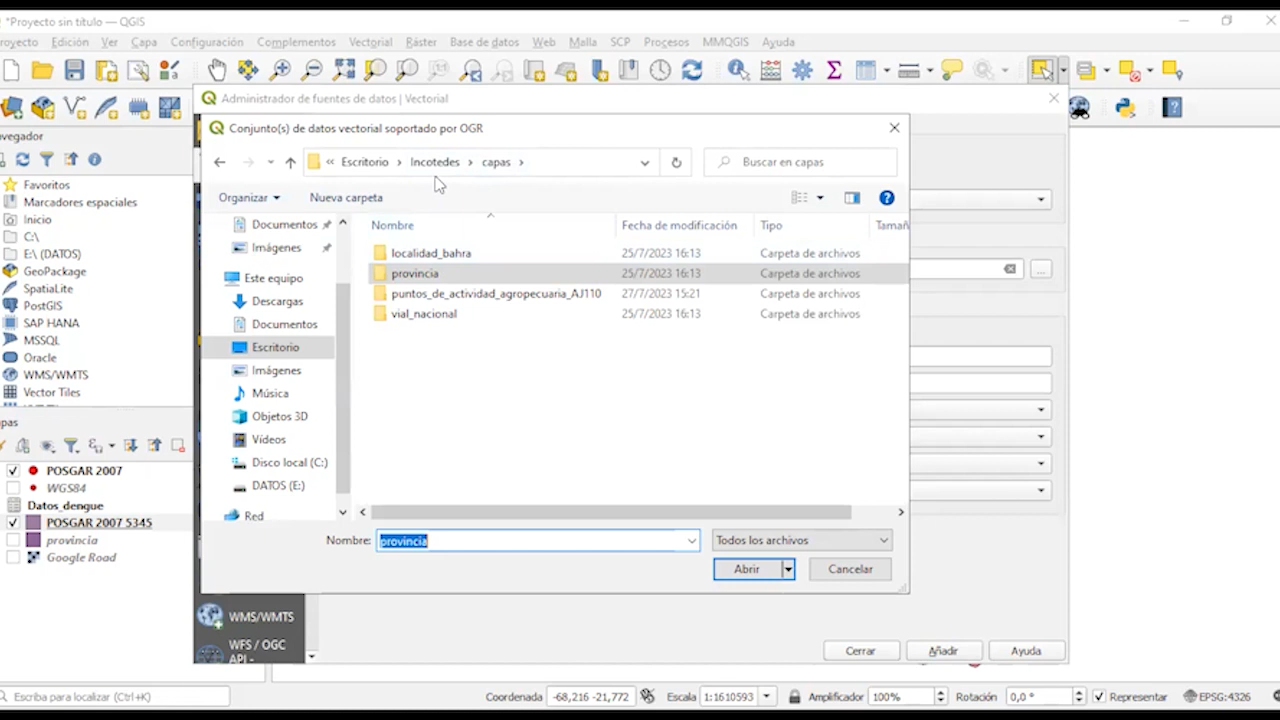 *Proyecto sin título — QGIS
royecto Edición Ver Capa Configuración Complementos Vectorial Ráster Base de datos Web Malla SCP Procesos MMQGIS Ayuda
Administrador de fuentes de datos | Vectorial
Conjunto(s) de datos vectorial soportado por OGR
« Escritorio › Incotedes › capas ›
Buscar en capas
Organizar
Nueva carpeta
avegador
Favoritos
Marcadores espaciales
Inicio
C:\
E:\ (DATOS)
GeoPackage
SpatiaLite
PostGIS
SAP HANA
MSSQL
Oracle
WMS/WMTS
Vector Tiles
Documentos
Imágenes
Este equipo
Descargas
Documentos
Escritorio
Imágenes
Música
Objetos 3D
Vídeos
Disco local (C:)
DATOS (E:)
Red
Nombre Fecha de modificación Tipo Tamañ
localidad_bahra 25/7/2023 16:13 Carpeta de archivos
provincia 25/7/2023 16:13 Carpeta de archivos
puntos_de_actividad_agropecuaria_AJ110 27/7/2023 15:21 Carpeta de archivos
vial_nacional 25/7/2023 16:13 Carpeta de archivos
Nombre: provincia Todos los archivos
Abrir Cancelar
apas
POSGAR 2007
WGS84
Datos_dengue
POSGAR 2007 5345
provincia
Google Road
WMS/WMTS
WFS / OGC
API -
Cerrar Añadir Ayuda
Escriba para localizar (Ctrl+K) Coordenada -68,216 -21,772 Escala 1:1610593 Amplificador 100% Rotación 0,0 ° Representar EPSG:4326